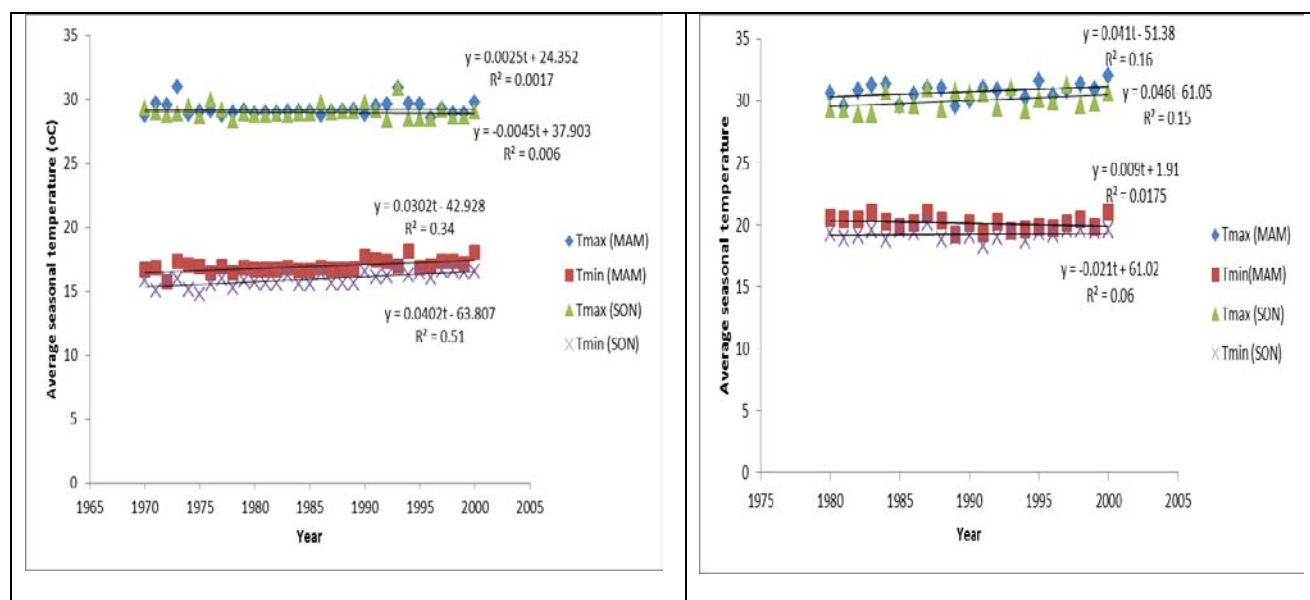 35
30
25
20
15
10
5
0
Average seasonal temperature (oC)
y = 0.0025t + 24.352
R² = 0.0017
y = -0.0045t + 37.903
R² = 0.006
y = 0.0302t - 42.928
R² = 0.34
y = 0.0402t - 63.807
R² = 0.51
Tmax (MAM)
Tmin (MAM)
Tmax (SON)
Tmin (SON)
1965 1970 1975 1980 1985 1990 1995 2000 2005
Year
35
30
25
20
15
10
5
0
Average seasonal temperature
y = 0.041t - 51.38
R² = 0.16
y = 0.046t- 61.05
R² = 0.15
y = 0.009t + 1.91
R² = 0.0175
y = -0.021t + 61.02
R² = 0.06
Tmax (MAM)
Tmin(MAM)
Tmax (SON)
Tmin (SON)
1975 1980 1985 1990 1995 2000 2005
Year